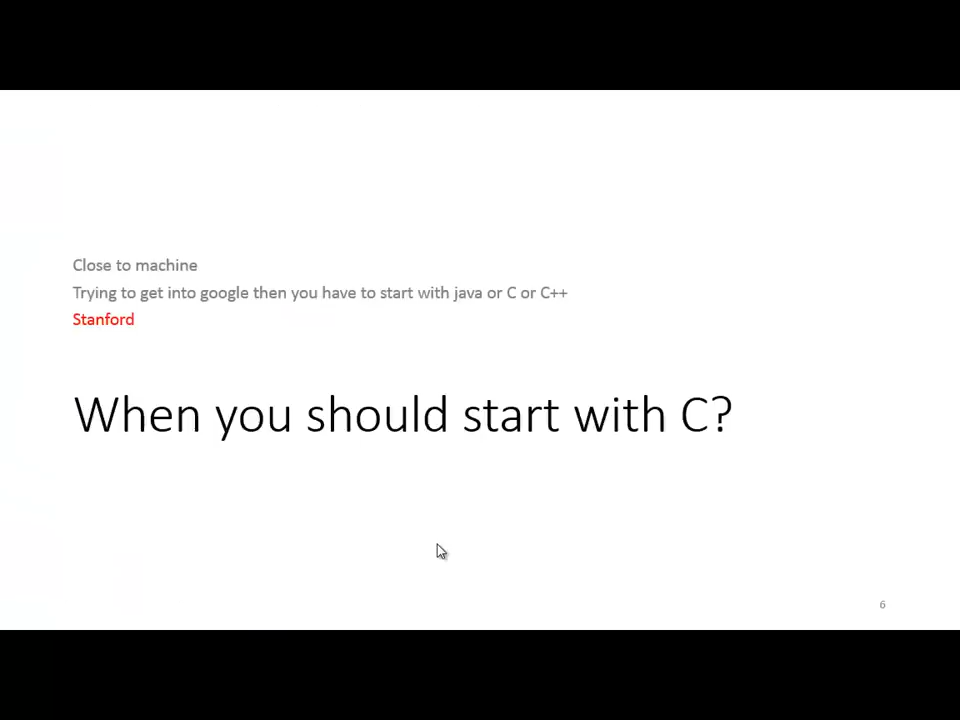 Close to machine
Trying to get into google then you have to start with java or C or C++
Stanford
When you should start with C?
6